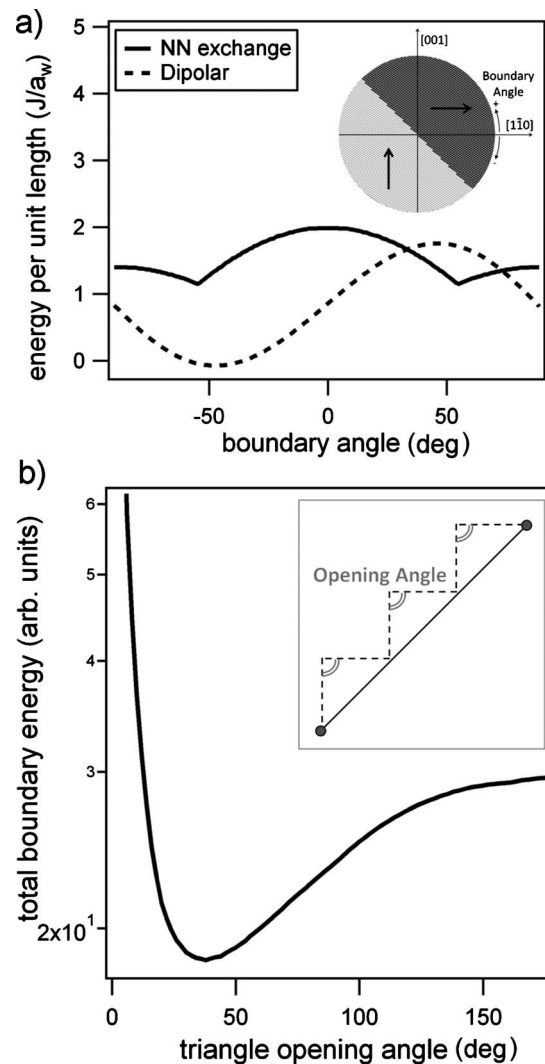 a)
energy per unit length (J/a_w)
5
4
3
2
1
0
NN exchange
Dipolar
[001]
Boundary
Angle
+
[11̅0]
-
-50
0
50
boundary angle (deg)
b)
total boundary energy (arb. units)
6
5
4
3
2x10^1
Opening Angle
0
50
100
150
triangle opening angle (deg)